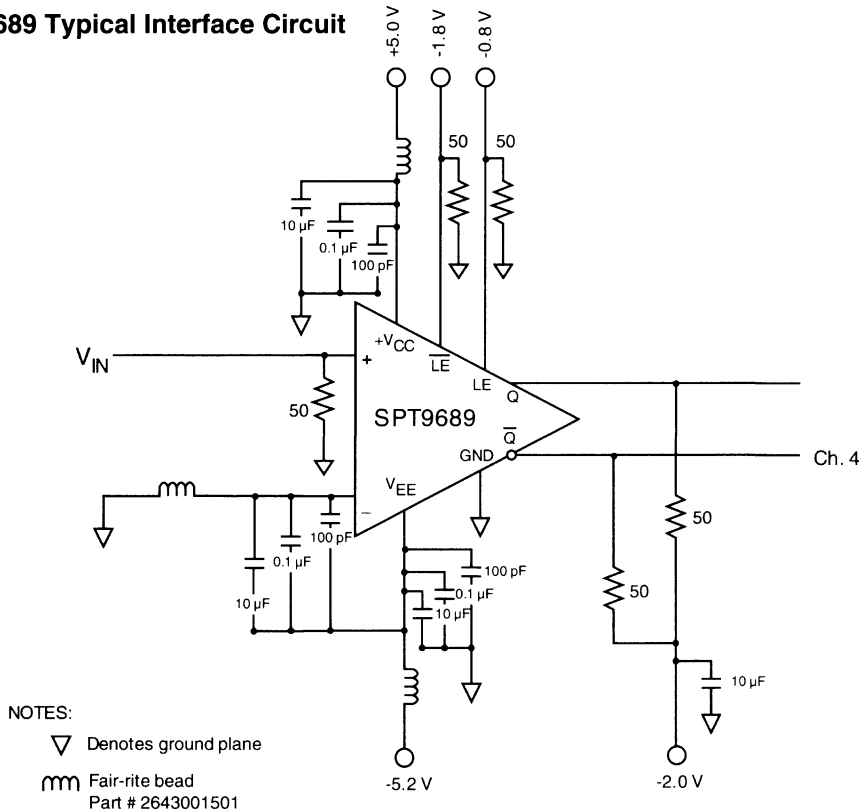 689 Typical Interface Circuit
+5.0 V
-1.8 V
-0.8 V
50
50
10 µF
0.1 µF
100 pF
VIN
+
+VCC
LE
LE
Q
50
SPT9689
Q
GND
Ch. 4
VEE
–
100 pF
0.1 µF
10 µF
100 pF
0.1 µF
10 µF
50
50
10 µF
-5.2 V
-2.0 V
NOTES:
Denotes ground plane
Fair-rite bead
Part # 2643001501